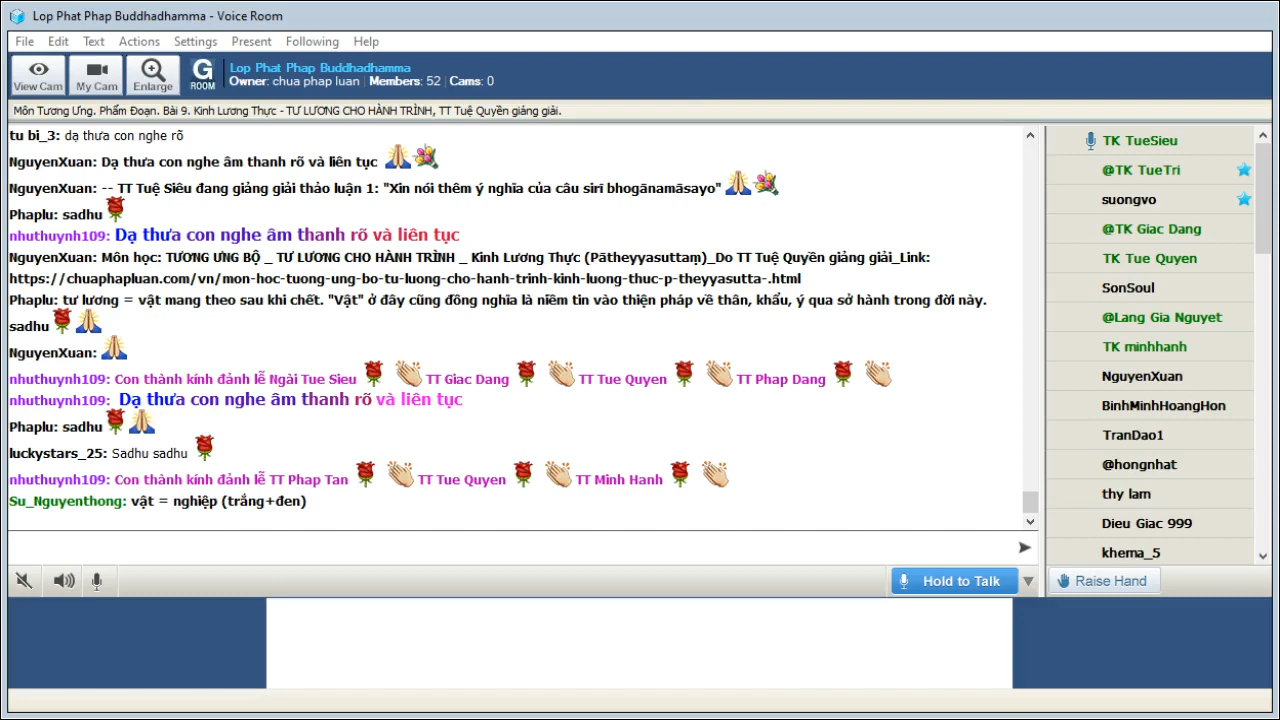 Lop Phat Phap Buddhadhamma - Voice Room
File Edit Text Actions Settings Present Following Help
View Cam My Cam Enlarge G ROOM
Lop Phat Phap Buddhadhamma
Owner: chua phap luan | Members: 52 | Cams: 0
Môn Tương Ưng. Phẩm Đoạn. Bài 9. Kinh Lương Thực - TƯ LƯƠNG CHO HÀNH TRÌNH, TT Tuệ Quyền giảng giải.
tu bi_3: dạ thưa con nghe rõ
NguyenXuan: Dạ thưa con nghe âm thanh rõ và liên tục
NguyenXuan: -- TT Tuệ Siêu đang giảng giải thảo luận 1: "Xin nói thêm ý nghĩa của câu sirī bhogānamāsayo"
Phaplu: sadhu
nhuthuynh109: Dạ thưa con nghe âm thanh rõ và liên tục
NguyenXuan: Môn học: TƯƠNG ƯNG BỘ _ TƯ LƯƠNG CHO HÀNH TRÌNH _ Kinh Lương Thực (Pātheyyasuttaṃ)_Do TT Tuệ Quyền giảng giải_Link:
https://chuaphapluan.com/vn/mon-hoc-tuong-ung-bo-tu-luong-cho-hanh-trinh-kinh-luong-thuc-p-theyyasutta-.html
Phaplu: tư lương = vật mang theo sau khi chết. "Vật" ở đây cũng đồng nghĩa là niềm tin vào thiện pháp về thân, khẩu, ý qua sở hành trong đời này.
sadhu
NguyenXuan:
nhuthuynh109: Con thành kính đảnh lễ Ngài Tue Sieu TT Giac Dang TT Tue Quyen TT Phap Dang
nhuthuynh109: Dạ thưa con nghe âm thanh rõ và liên tục
Phaplu: sadhu
luckystars_25: Sadhu sadhu
nhuthuynh109: Con thành kính đảnh lễ TT Phap Tan TT Tue Quyen TT Minh Hanh
Su_Nguyenthong: vật = nghiệp (trắng+đen)
TK TueSieu
@TK TueTri
suongvo
@TK Giac Dang
TK Tue Quyen
SonSoul
@Lang Gia Nguyet
TK minhhanh
NguyenXuan
BinhMinhHoangHon
TranDao1
@hongnhat
thy lam
Dieu Giac 999
khema_5
Hold to Talk
Raise Hand